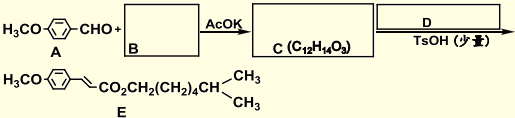 H₃CO CHO +
A
B
AcOK
C (C₁₂H₁₄O₃)
D
TsOH (少量)
H₃CO CO₂CH₂(CH₂)₄CH CH₃ CH₃
E